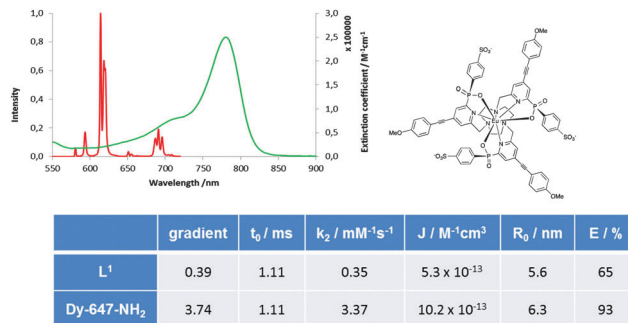 1,0
0,8
0,6
0,4
0,2
0,0
Intensity
550 600 650 700 750 800 850 900
Wavelength /nm
3,0
2,5
2,0
1,5
1,0
0,5
0,0
x 100000
Extinction coefficient / M⁻¹cm⁻¹
OMe
SO₃⁻
MeO
O
P
O
N
N
N
N
Eu
N
N
N
O
P
O
SO₃⁻
⁻O₃S
O
P
O
OMe
gradient t₀ / ms k₂ / mM⁻¹s⁻¹ J / M⁻¹cm³ R₀ / nm E / %
L¹ 0.39 1.11 0.35 5.3 x 10⁻¹³ 5.6 65
Dy-647-NH₂ 3.74 1.11 3.37 10.2 x 10⁻¹³ 6.3 93